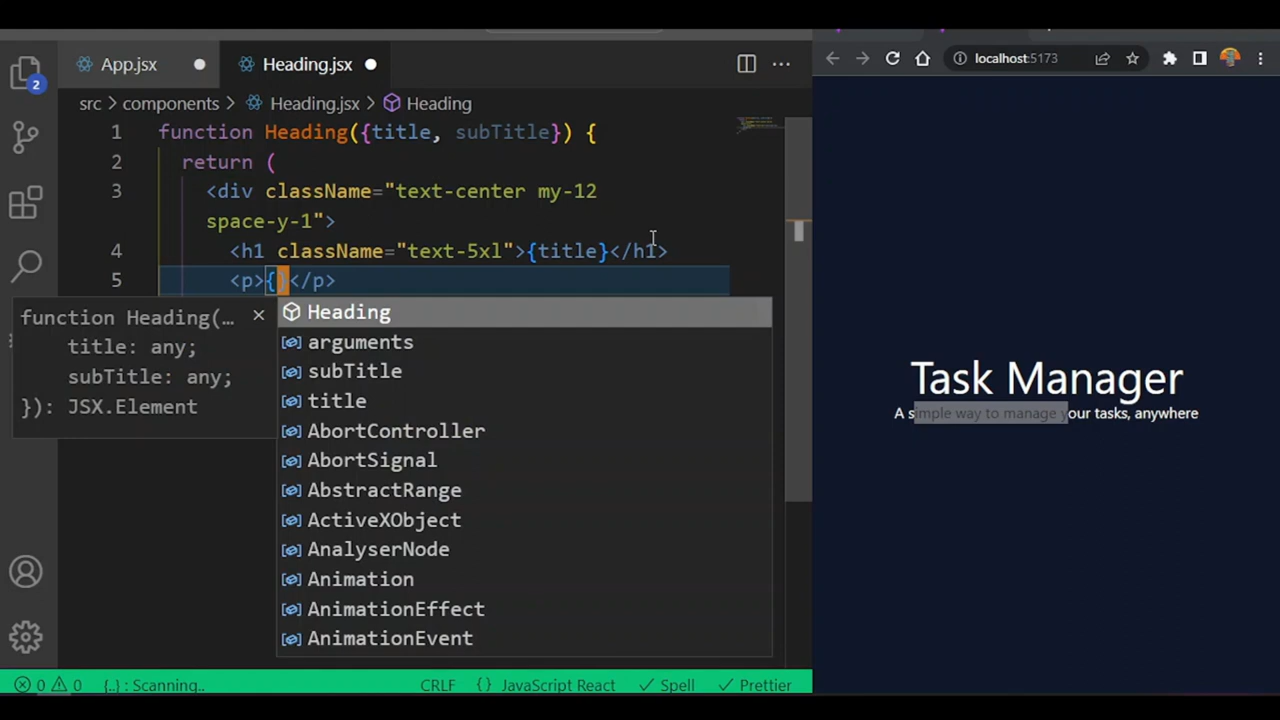 App.jsx
Heading.jsx
localhost:5173
2
src > components > Heading.jsx > Heading
1 function Heading({title, subTitle}) {
2 return (
3 <div className="text-center my-12
space-y-1">
4 <h1 className="text-5xl">{title}</h1>
5 <p>{}</p>
function Heading(…
title: any;
subTitle: any;
}): JSX.Element
Heading
arguments
subTitle
title
AbortController
AbortSignal
AbstractRange
ActiveXObject
AnalyserNode
Animation
AnimationEffect
AnimationEvent
Task Manager
A simple way to manage your tasks, anywhere
0 0 {..} : Scanning.. CRLF {} JavaScript React Spell Prettier